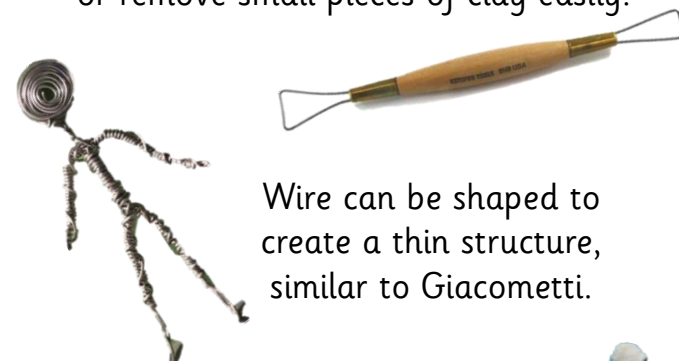 or remove small pieces of clay easily.
Wire can be shaped to
create a thin structure,
similar to Giacometti.